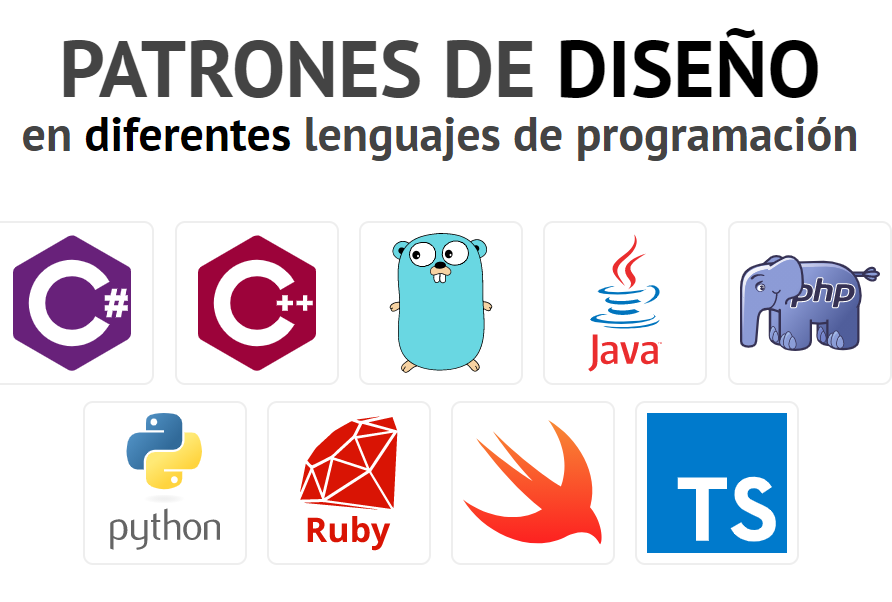 PATRONES DE DISEÑO
en diferentes lenguajes de programación
C#
C++
Java
php
python
Ruby
TS